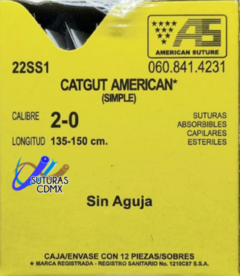 AS
AMERICAN SUTURE
22SS1
060.841.4231
CATGUT AMERICAN*
(SIMPLE)
CALIBRE 2-0
LONGITUD 135-150 cm.
SUTURAS
ABSORBIBLES
CAPILARES
ESTERILES
SUTURAS
CDMX
Sin Aguja
CAJA/ENVASE CON 12 PIEZAS/SOBRES
* MARCA REGISTRADA - REGISTRO SANITARIO No. 1210C87 S.S.A.